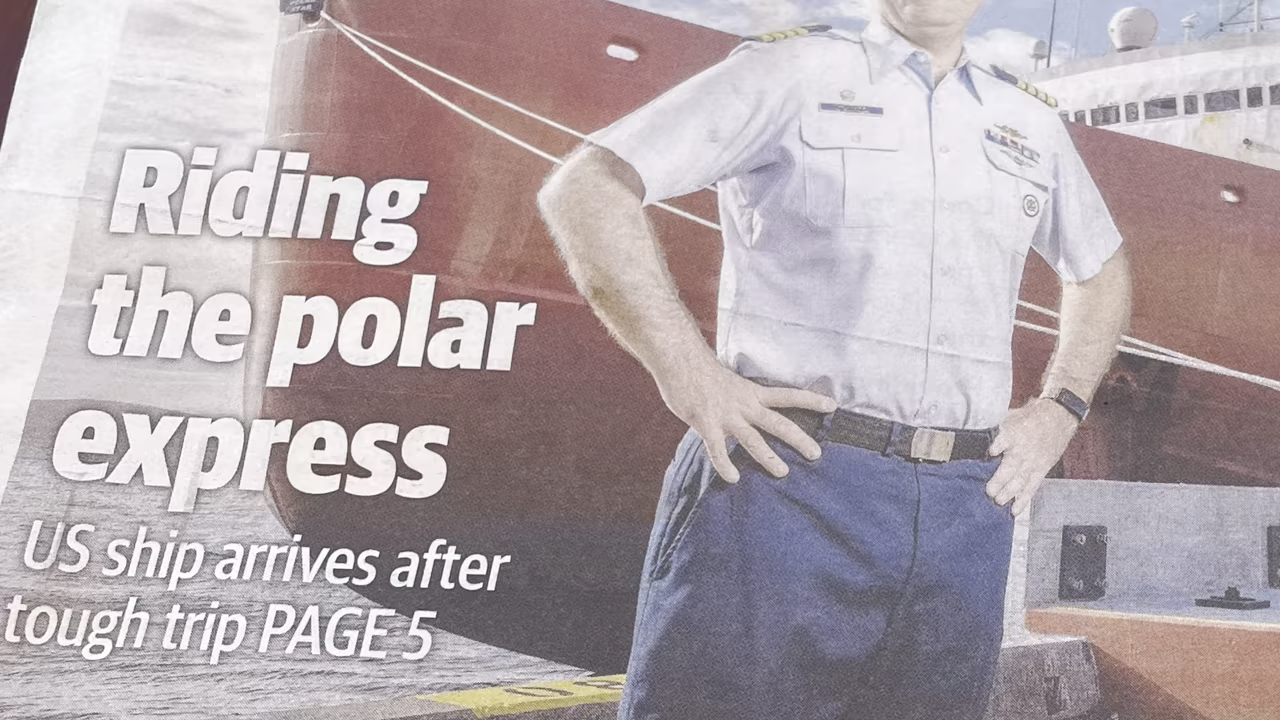 Riding
the polar
express
US ship arrives after
tough trip PAGE 5